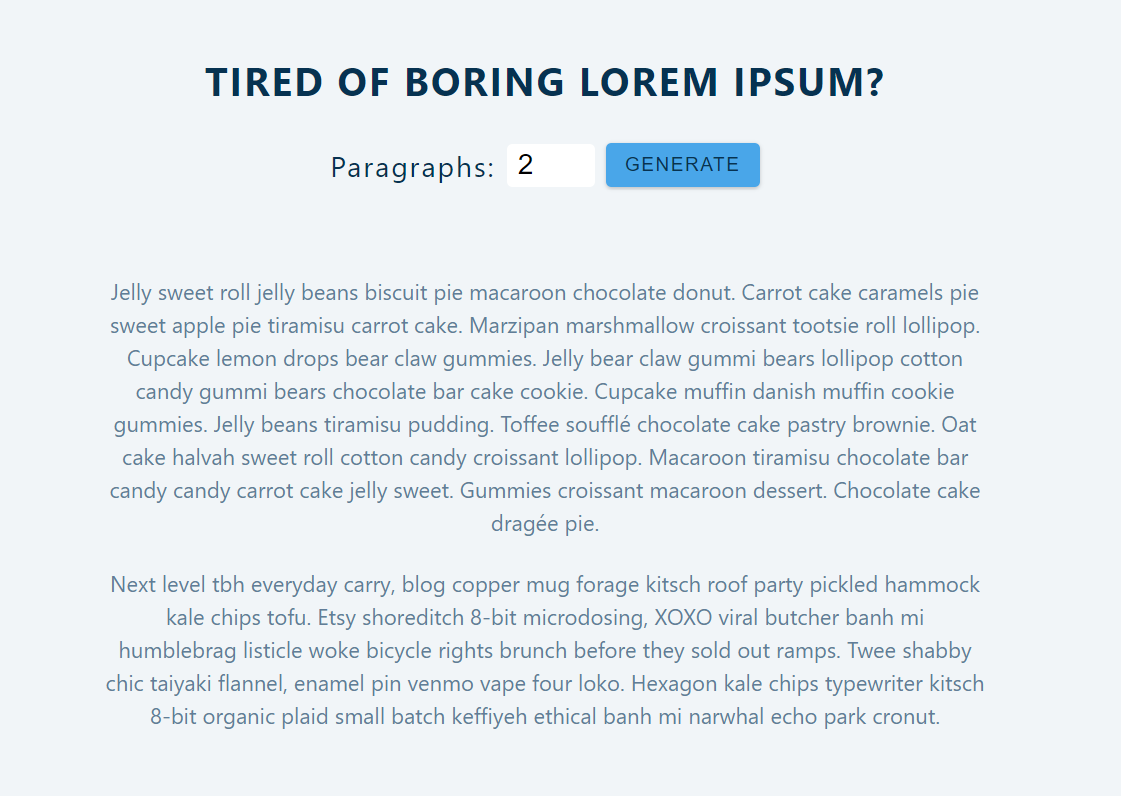 TIRED OF BORING LOREM IPSUM?
Paragraphs: 2 GENERATE
Jelly sweet roll jelly beans biscuit pie macaroon chocolate donut. Carrot cake caramels pie
sweet apple pie tiramisu carrot cake. Marzipan marshmallow croissant tootsie roll lollipop.
Cupcake lemon drops bear claw gummies. Jelly bear claw gummi bears lollipop cotton
candy gummi bears chocolate bar cake cookie. Cupcake muffin danish muffin cookie
gummies. Jelly beans tiramisu pudding. Toffee soufflé chocolate cake pastry brownie. Oat
cake halvah sweet roll cotton candy croissant lollipop. Macaroon tiramisu chocolate bar
candy candy carrot cake jelly sweet. Gummies croissant macaroon dessert. Chocolate cake
dragée pie.
Next level tbh everyday carry, blog copper mug forage kitsch roof party pickled hammock
kale chips tofu. Etsy shoreditch 8-bit microdosing, XOXO viral butcher banh mi
humblebrag listicle woke bicycle rights brunch before they sold out ramps. Twee shabby
chic taiyaki flannel, enamel pin venmo vape four loko. Hexagon kale chips typewriter kitsch
8-bit organic plaid small batch keffiyeh ethical banh mi narwhal echo park cronut.